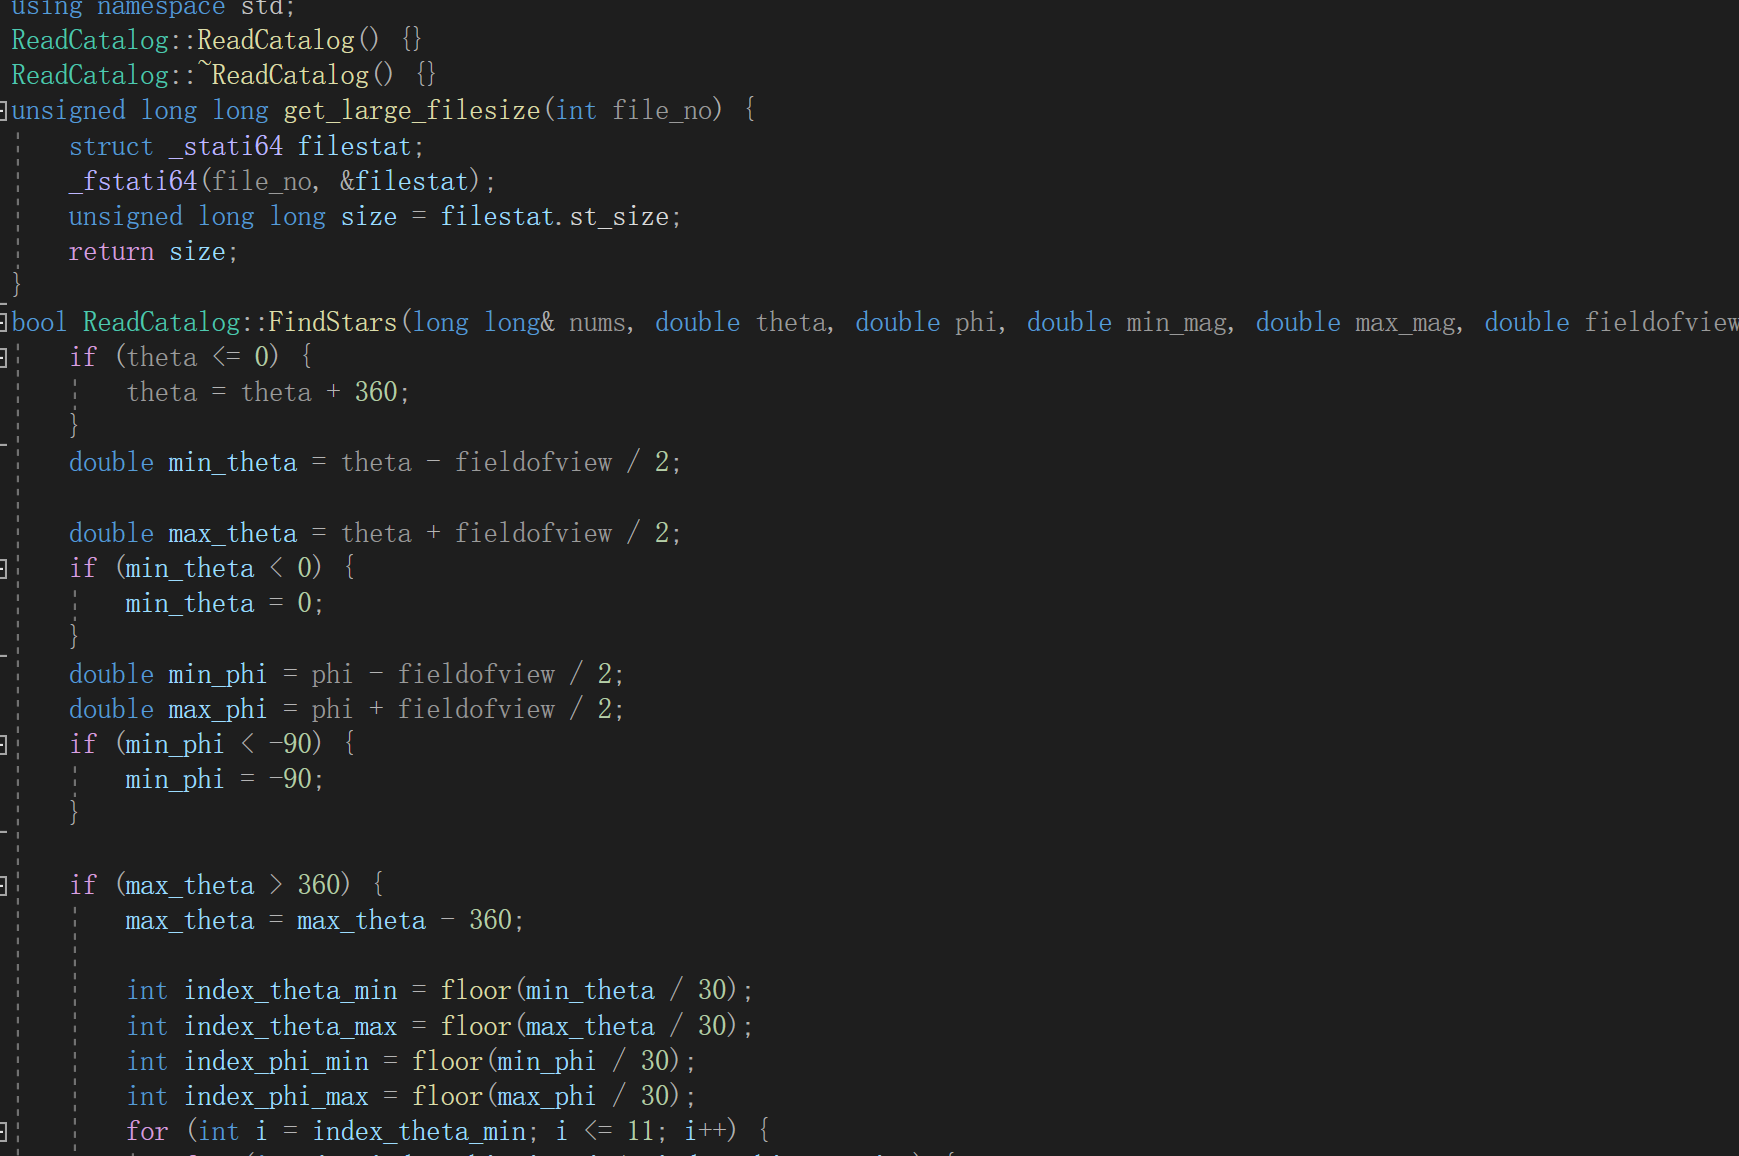 using namespace std;
ReadCatalog::ReadCatalog() {}
ReadCatalog::~ReadCatalog() {}
unsigned long long get_large_filesize(int file_no) {
    struct _stati64 filestat;
    _fstati64(file_no, &filestat);
    unsigned long long size = filestat.st_size;
    return size;
}
bool ReadCatalog::FindStars(long long& nums, double theta, double phi, double min_mag, double max_mag, double fieldofview
    if (theta <= 0) {
        theta = theta + 360;
    }
    double min_theta = theta - fieldofview / 2;

    double max_theta = theta + fieldofview / 2;
    if (min_theta < 0) {
        min_theta = 0;
    }
    double min_phi = phi - fieldofview / 2;
    double max_phi = phi + fieldofview / 2;
    if (min_phi < -90) {
        min_phi = -90;
    }

    if (max_theta > 360) {
        max_theta = max_theta - 360;

        int index_theta_min = floor(min_theta / 30);
        int index_theta_max = floor(max_theta / 30);
        int index_phi_min = floor(min_phi / 30);
        int index_phi_max = floor(max_phi / 30);
        for (int i = index_theta_min; i <= 11; i++) {